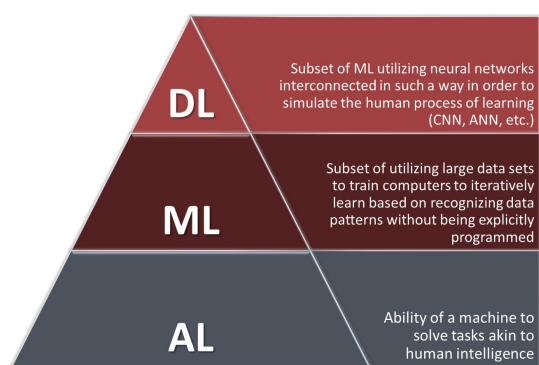 DL
Subset of ML utilizing neural networks
interconnected in such a way in order to
simulate the human process of learning
(CNN, ANN, etc.)
ML
Subset of utilizing large data sets
to train computers to iteratively
learn based on recognizing data
patterns without being explicitly
programmed
AL
Ability of a machine to
solve tasks akin to
human intelligence